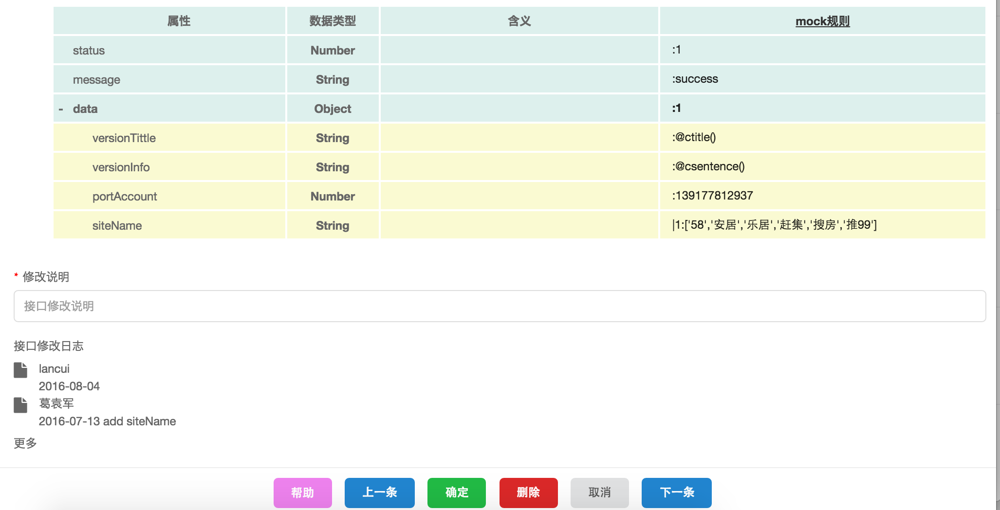 属性 数据类型 含义 mock规则
status Number :1
message String :success
- data Object :1
versionTittle String :@ctitle()
versionInfo String :@csentence()
portAccount Number :139177812937
siteName String |1:['58','安居','乐居','赶集','搜房','推99']
* 修改说明
接口修改说明
接口修改日志
lancui
2016-08-04
葛袁军
2016-07-13 add siteName
更多
帮助 上一条 确定 删除 取消 下一条